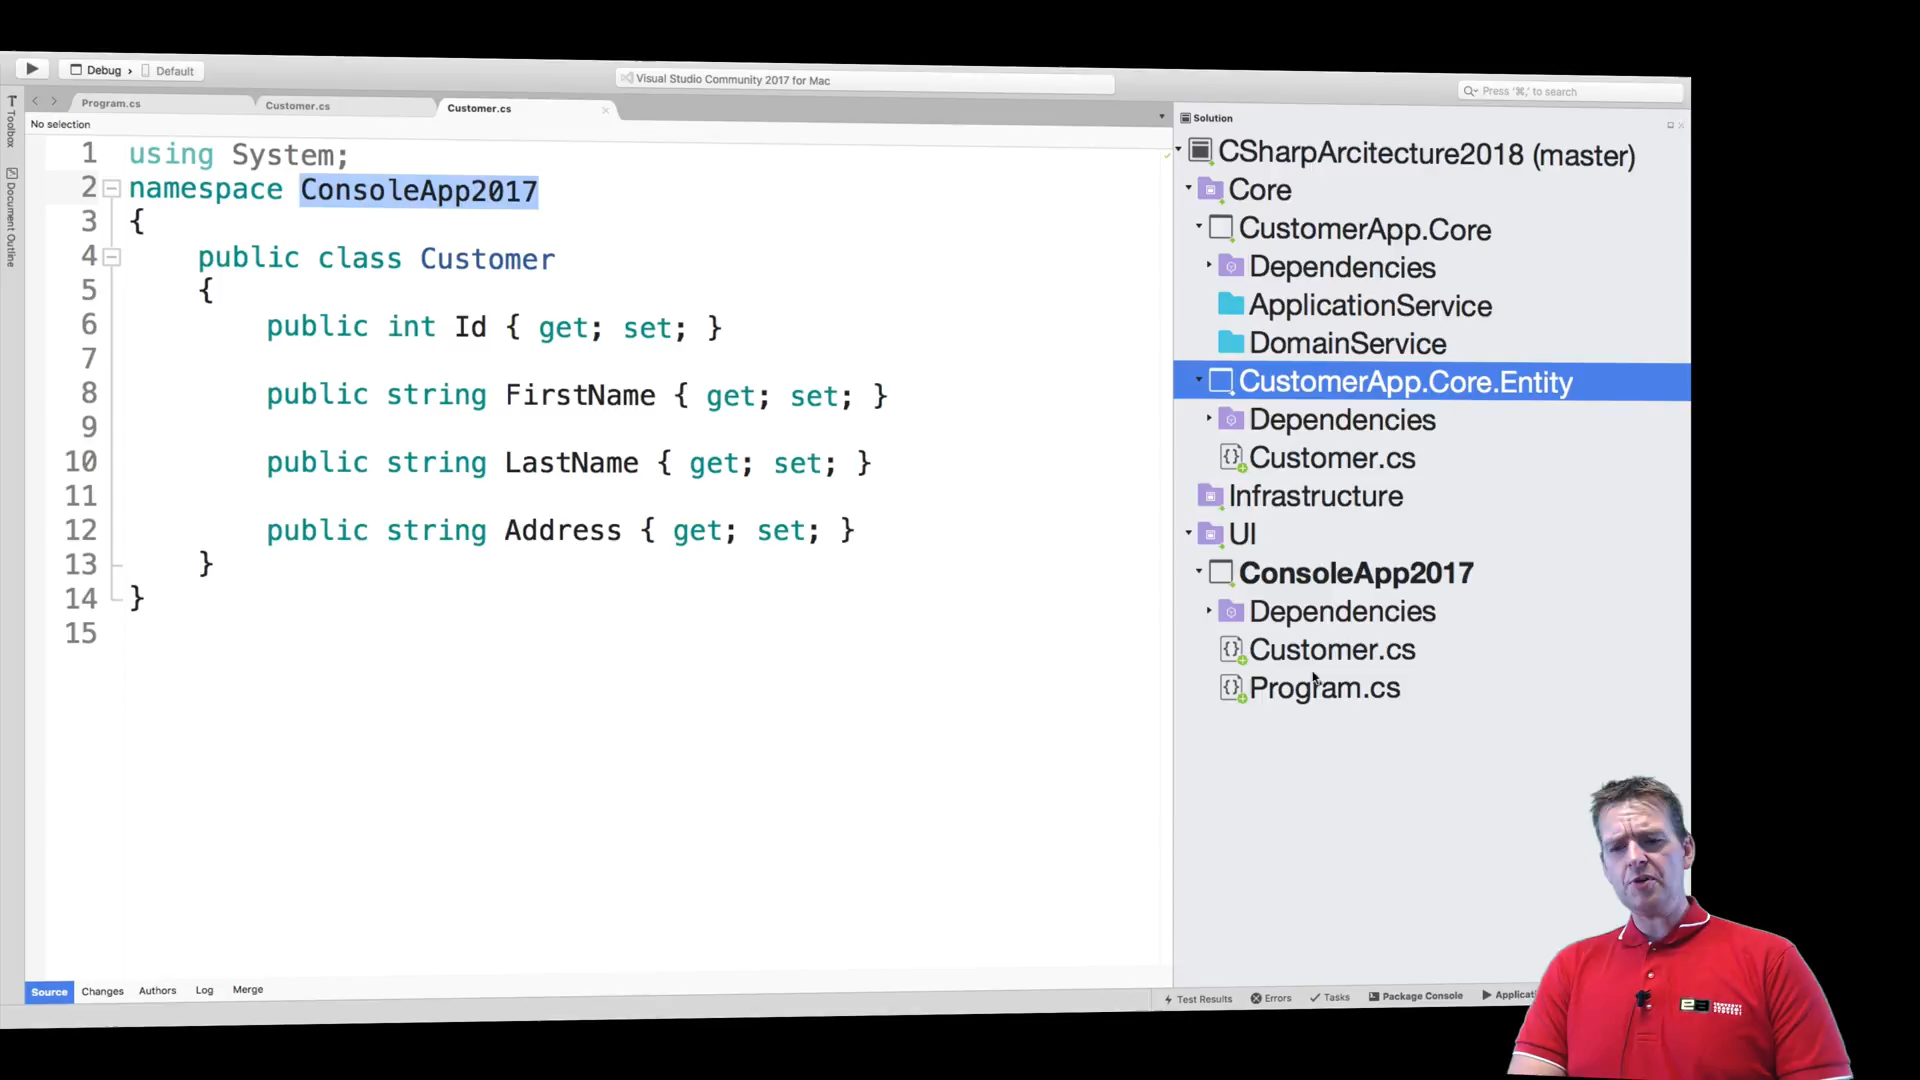 Debug
Default
Visual Studio Community 2017 for Mac
Press '⌘,' to search
Toolbox
Document Outline
Program.cs
Customer.cs
Customer.cs
No selection
1 using System;
2 namespace ConsoleApp2017
3 {
4 public class Customer
5 {
6 public int Id { get; set; }
7
8 public string FirstName { get; set; }
9
10 public string LastName { get; set; }
11
12 public string Address { get; set; }
13 }
14 }
15
Solution
CSharpArcitecture2018 (master)
Core
CustomerApp.Core
Dependencies
ApplicationService
DomainService
CustomerApp.Core.Entity
Dependencies
Customer.cs
Infrastructure
UI
ConsoleApp2017
Dependencies
Customer.cs
Program.cs
Source
Changes
Authors
Log
Merge
Test Results
Errors
Tasks
Package Console
Applicati